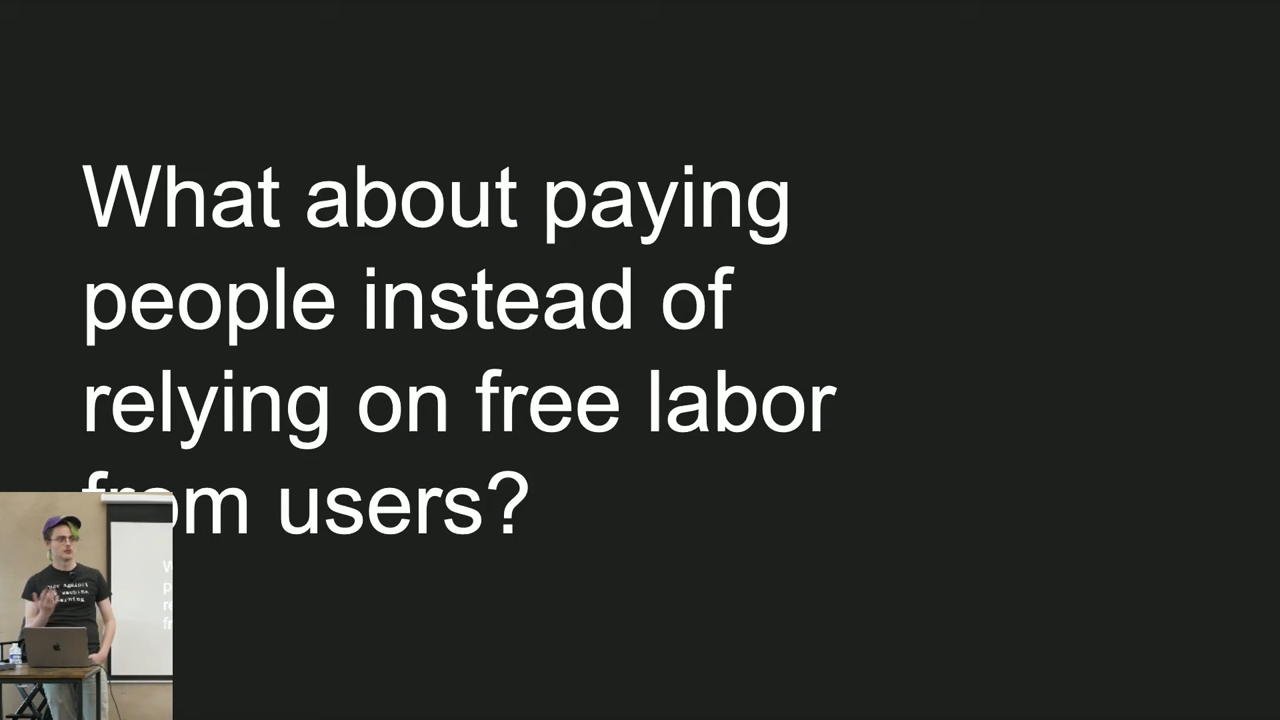 What about paying
people instead of
relying on free labor
from users?